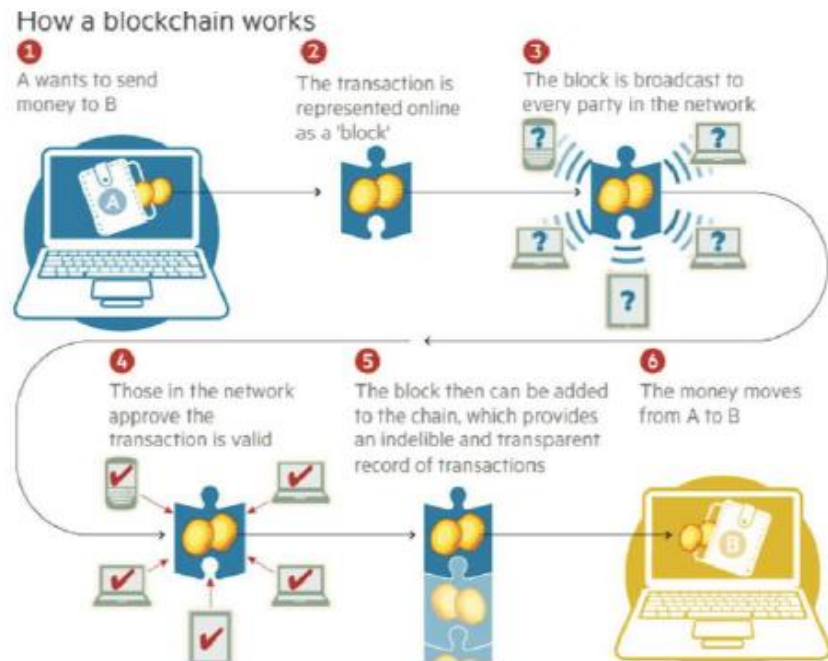 How a blockchain works
1
A wants to send
money to B
2
The transaction is
represented online
as a 'block'
3
The block is broadcast to
every party in the network
A
?
?
?
?
?
4
Those in the network
approve the
transaction is valid
5
The block then can be added
to the chain, which provides
an indelible and transparent
record of transactions
6
The money moves
from A to B
B